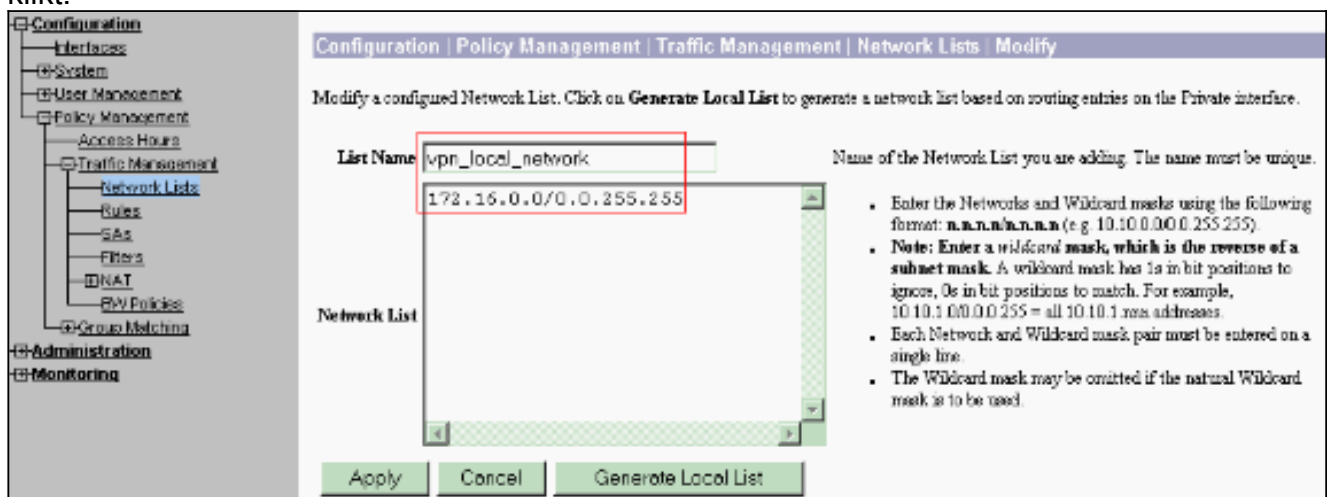 klikt.
Configuration
Interfaces
System
User Management
Policy Management
Access Hours
Traffic Management
Network Lists
Rules
SAs
Filters
NAT
BW Policies
Group Matching
Administration
Monitoring
Configuration | Policy Management | Traffic Management | Network Lists | Modify
Modify a configured Network List. Click on Generate Local List to generate a network list based on routing entries on the Private interface.
List Name
vpn_local_network
Name of the Network List you are adding. The name must be unique.
Network List
172.16.0.0/0.0.255.255
• Enter the Networks and Wildcard masks using the following
format: n.n.n.n/n.n.n.n (e.g. 10.10.0.0/0.0.255.255).
• Note: Enter a wildcard mask, which is the reverse of a
subnet mask. A wildcard mask has 1s in bit positions to
ignore, 0s in bit positions to match. For example,
10.10.1.0/0.0.0.255 = all 10.10.1.nnn addresses.
• Each Network and Wildcard mask pair must be entered on a
single line.
• The Wildcard mask may be omitted if the natural Wildcard
mask is to be used.
Apply
Cancel
Generate Local List